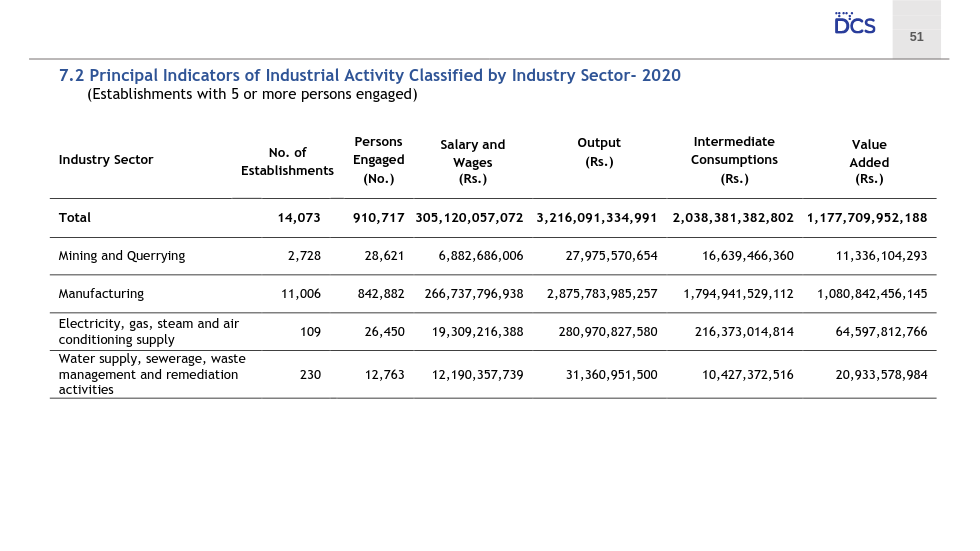 DCS
51
7.2 Principal Indicators of Industrial Activity Classified by Industry Sector- 2020
(Establishments with 5 or more persons engaged)
Industry Sector
No. of
Establishments
Persons
Engaged
(No.)
Salary and
Wages
(Rs.)
Output
(Rs.)
Intermediate
Consumptions
(Rs.)
Value
Added
(Rs.)
Total 14,073 910,717 305,120,057,072 3,216,091,334,991 2,038,381,382,802 1,177,709,952,188
Mining and Querrying 2,728 28,621 6,882,686,006 27,975,570,654 16,639,466,360 11,336,104,293
Manufacturing 11,006 842,882 266,737,796,938 2,875,783,985,257 1,794,941,529,112 1,080,842,456,145
Electricity, gas, steam and air
conditioning supply
109 26,450 19,309,216,388 280,970,827,580 216,373,014,814 64,597,812,766
Water supply, sewerage, waste
management and remediation
activities
230 12,763 12,190,357,739 31,360,951,500 10,427,372,516 20,933,578,984